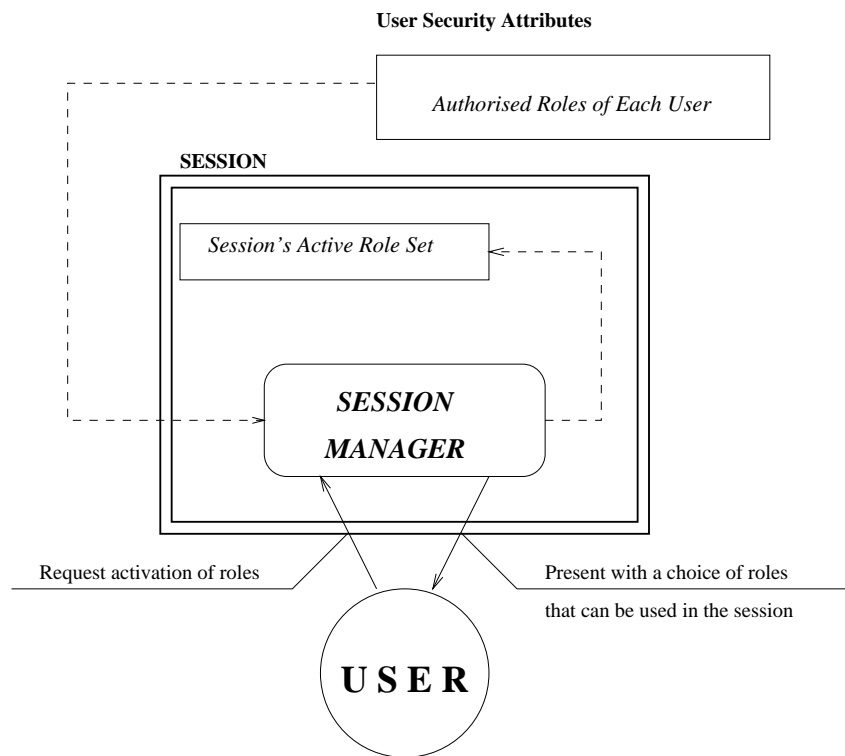 User Security Attributes
Authorised Roles of Each User
SESSION
Session's Active Role Set
SESSION
MANAGER
Request activation of roles
Present with a choice of roles
that can be used in the session
U S E R